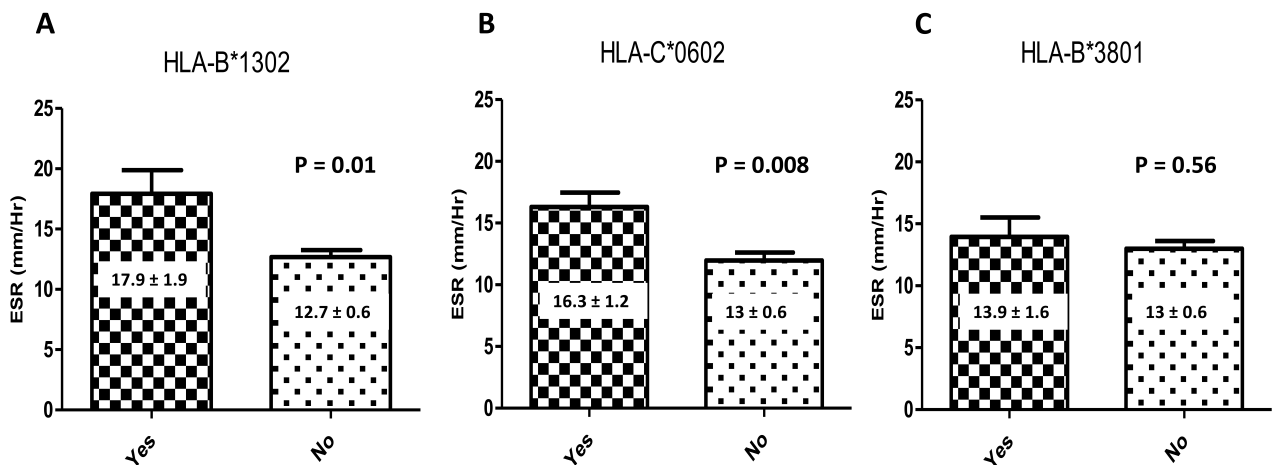 A
HLA-B*1302
25
20
15
10
5
0
ESR (mm/Hr)
P = 0.01
17.9 ± 1.9
12.7 ± 0.6
Yes
No
B
HLA-C*0602
25
20
15
10
5
0
ESR (mm/Hr)
P = 0.008
16.3 ± 1.2
13 ± 0.6
Yes
No
C
HLA-B*3801
25
20
15
10
5
0
ESR (mm/Hr)
P = 0.56
13.9 ± 1.6
13 ± 0.6
Yes
No